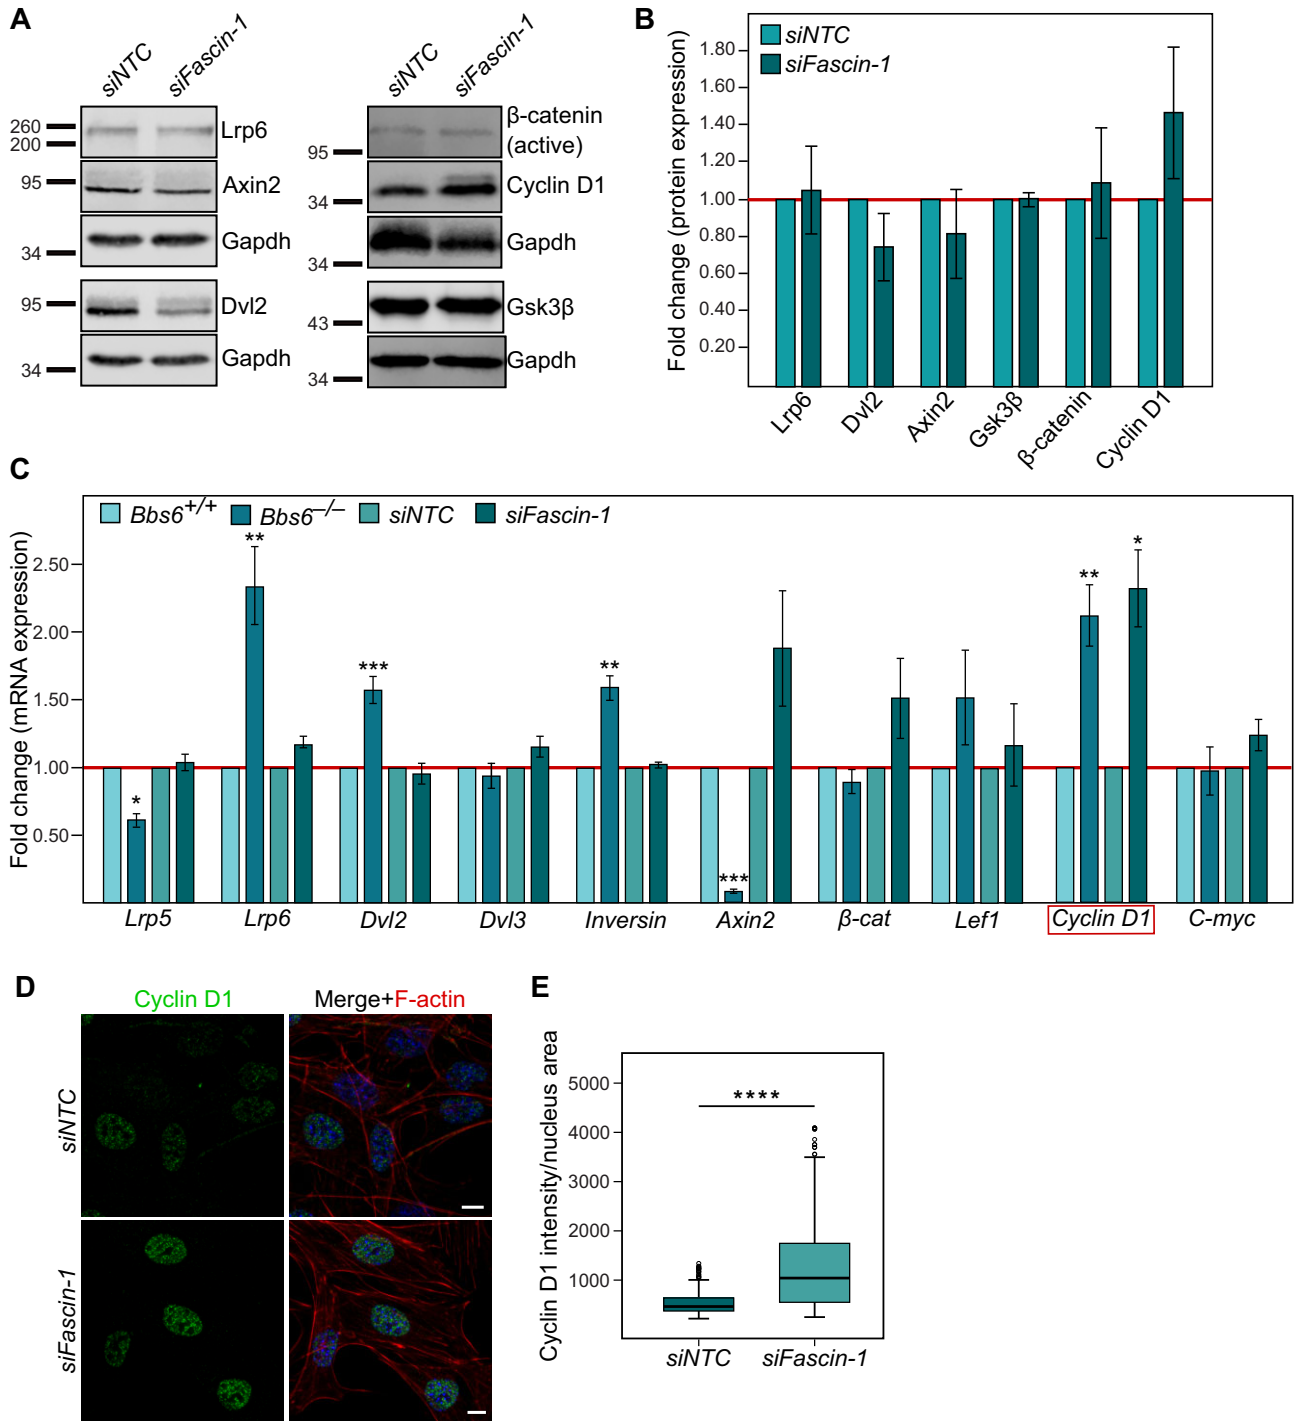 A
siNTC
siFascin-1
260
200
Lrp6
95
Axin2
34
Gapdh
95
Dvl2
34
Gapdh
siNTC
siFascin-1
95
β-catenin
(active)
34
Cyclin D1
34
Gapdh
43
Gsk3β
34
Gapdh
B
siNTC
siFascin-1
Fold change (protein expression)
1.80
1.60
1.40
1.20
1.00
0.80
0.60
0.40
0.20
Lrp6
Dvl2
Axin2
Gsk3β
β-catenin
Cyclin D1
C
Bbs6+/+
Bbs6–/–
siNTC
siFascin-1
Fold change (mRNA expression)
2.50
2.00
1.50
1.00
0.50
*
**
***
**
***
**
*
Lrp5
Lrp6
Dvl2
Dvl3
Inversin
Axin2
β-cat
Lef1
Cyclin D1
C-myc
D
Cyclin D1
Merge+F-actin
siNTC
siFascin-1
E
Cyclin D1 intensity/nucleus area
5000
4000
3000
2000
1000
****
siNTC
siFascin-1